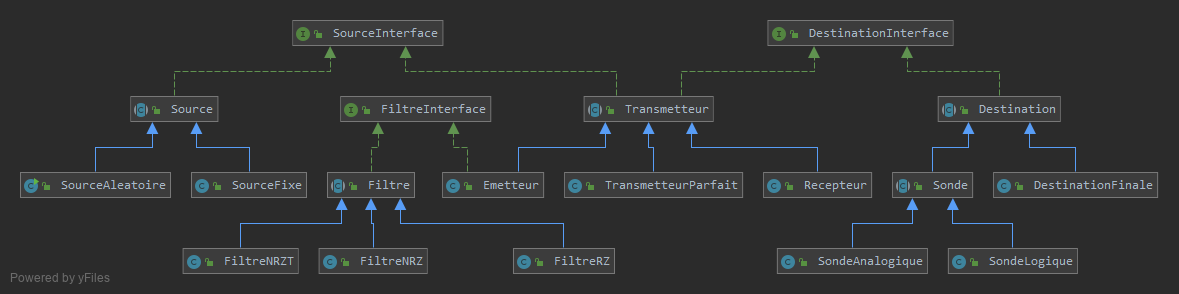 SourceInterface
DestinationInterface
Source
FiltreInterface
Transmetteur
Destination
SourceAleatoire
SourceFixe
Filtre
Emetteur
TransmetteurParfait
Recepteur
Sonde
DestinationFinale
FiltreNRZT
FiltreNRZ
FiltreRZ
SondeAnalogique
SondeLogique
Powered by yFiles